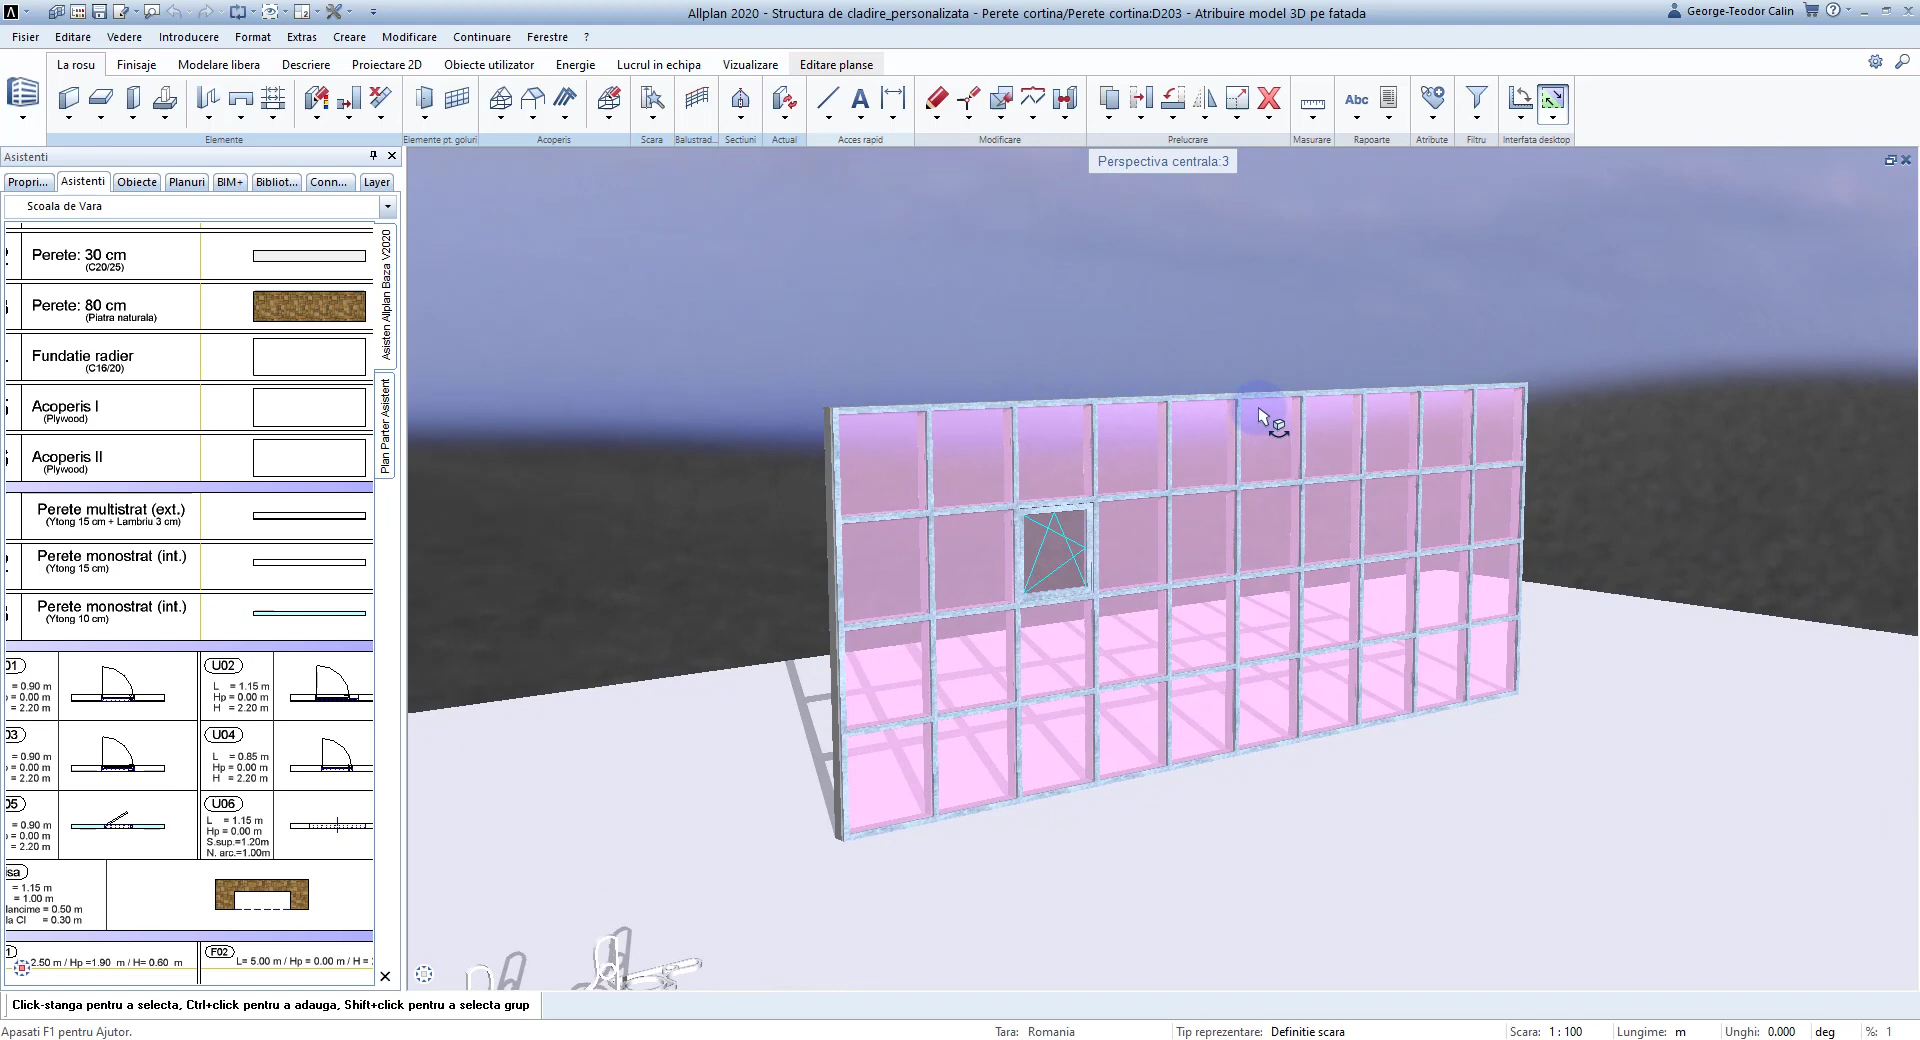 Allplan 2020 - Structura de cladire_personalizata - Perete cortina/Perete cortina:D203 - Atribuire model 3D pe fatada
George-Teodor Calin
Fisier Editare Vedere Introducere Format Extras Creare Modificare Continuare Ferestre ?
La rosu Finisaje Modelare libera Descriere Proiectare 2D Obiecte utilizator Energie Lucrul in echipa Vizualizare Editare planse
Abc
Elemente Elemente pt. goluri Acoperis Scara Balustrad... Sectiuni Actual Acces rapid Modificare Prelucrare Masurare Rapoarte Atribute Filtru Interfata desktop
Asistenti
Perspectiva centrala:3
Propri... Asistenti Obiecte Planuri BIM+ Bibliot... Conn... Layer
Scoala de Vara
Asisten Allplan Baza V2020
Plan Parter Asistent
Perete: 30 cm
(C20/25)
Perete: 80 cm
(Piatra naturala)
Fundatie radier
(C16/20)
Acoperis I
(Plywood)
Acoperis II
(Plywood)
Perete multistrat (ext.)
(Ytong 15 cm + Lambriu 3 cm)
Perete monostrat (int.)
(Ytong 15 cm)
Perete monostrat (int.)
(Ytong 10 cm)
01 U02
= 0.90 m L = 1.15 m
= 0.00 m Hp = 0.00 m
= 2.20 m H = 2.20 m
03 U04
= 0.90 m L = 0.85 m
= 0.00 m Hp = 0.00 m
= 2.20 m H = 2.20 m
05 U06
= 0.90 m L = 1.15 m
= 0.00 m Hp = 0.00 m
= 2.20 m S.sup.=1.20m
N. arc.=1.00m
sa
= 1.15 m
= 1.00 m
lancime = 0.50 m
la CI = 0.30 m
1) F02
2.50 m / Hp =1.90 m / H= 0.60 m L= 5.00 m / Hp = 0.00 m / H =
Click-stanga pentru a selecta, Ctrl+click pentru a adauga, Shift+click pentru a selecta grup
Apasati F1 pentru Ajutor.
Tara: Romania Tip reprezentare: Definitie scara Scara: 1 : 100 Lungime: m Unghi: 0.000 deg %: 1